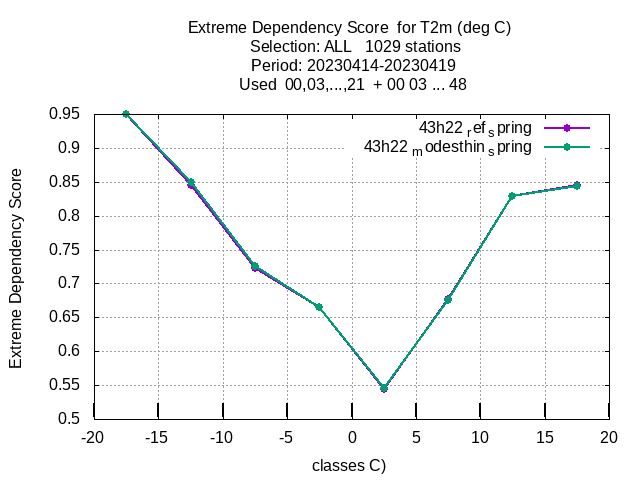 Extreme Dependency Score for T2m (deg C)
Selection: ALL 1029 stations
Period: 20230414-20230419
Used 00,03,...,21 + 00 03 ... 48
43h22 ref spring
43h22 modesthin spring
Extreme Dependency Score
0.95
0.9
0.85
0.8
0.75
0.7
0.65
0.6
0.55
0.5
-20 -15 -10 -5 0 5 10 15 20
classes C)